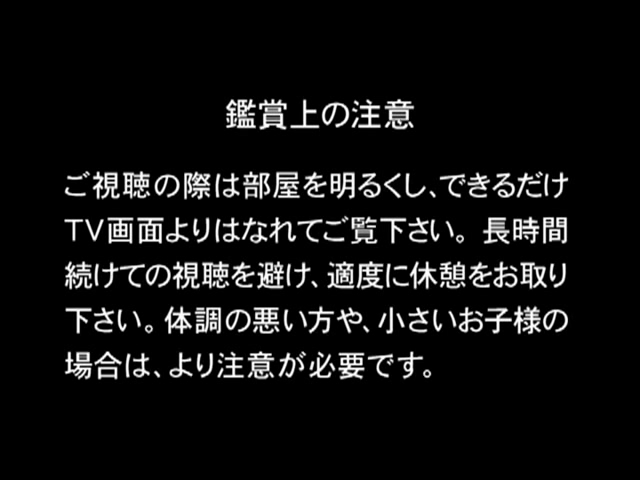 鑑賞上の注意
ご視聴の際は部屋を明るくし、できるだけ
TV画面よりはなれてご覧下さい。長時間
続けての視聴を避け、適度に休憩をお取り
下さい。体調の悪い方や、小さいお子様の
場合は、より注意が必要です。